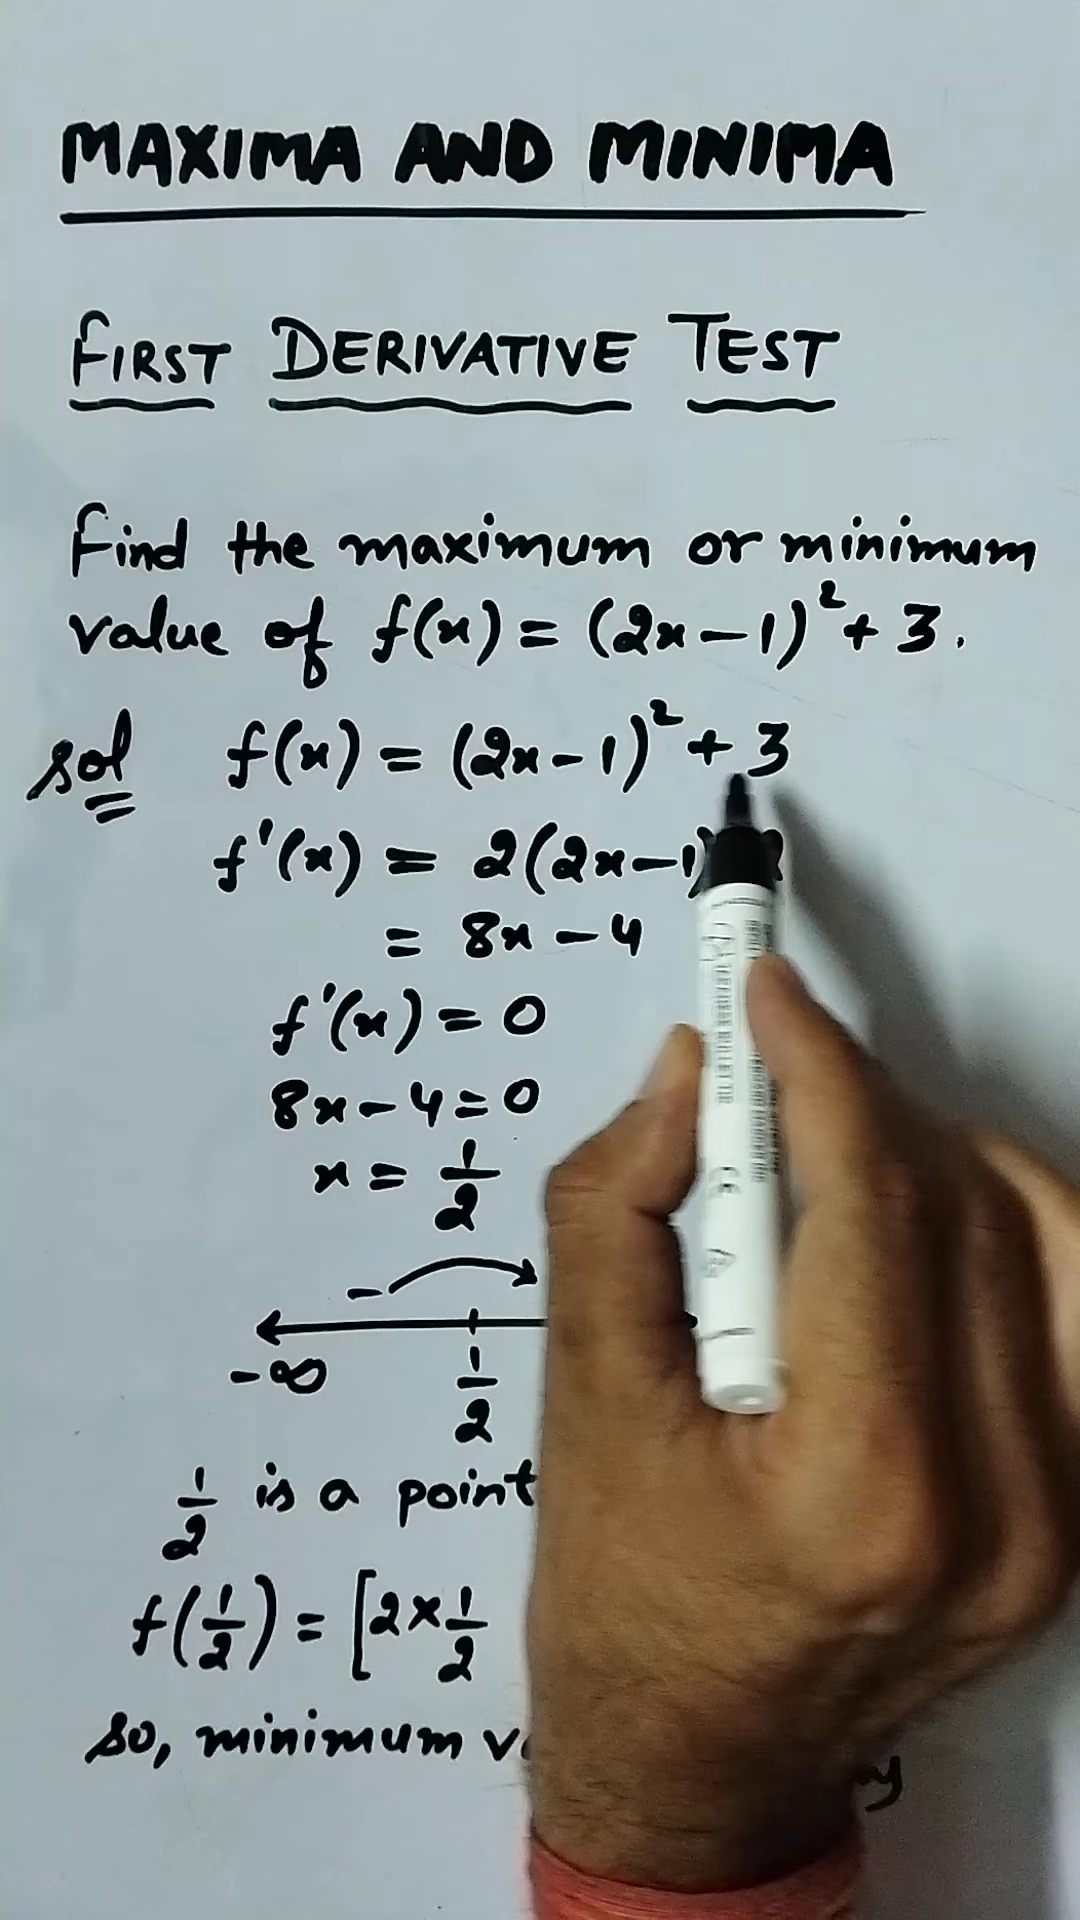 MAXIMA AND MINIMA
FIRST DERIVATIVE TEST
Find the maximum or minimum
value of f(x) = (2x-1)² + 3.
Sol f(x) = (2x-1)² + 3
f'(x) = 2(2x-1)
= 8x - 4
f'(x) = 0
8x - 4 = 0
x = 1/2
-
-∞ 1/2
1/2 is a point
f(1/2) = [2×1/2
So, minimum
CE